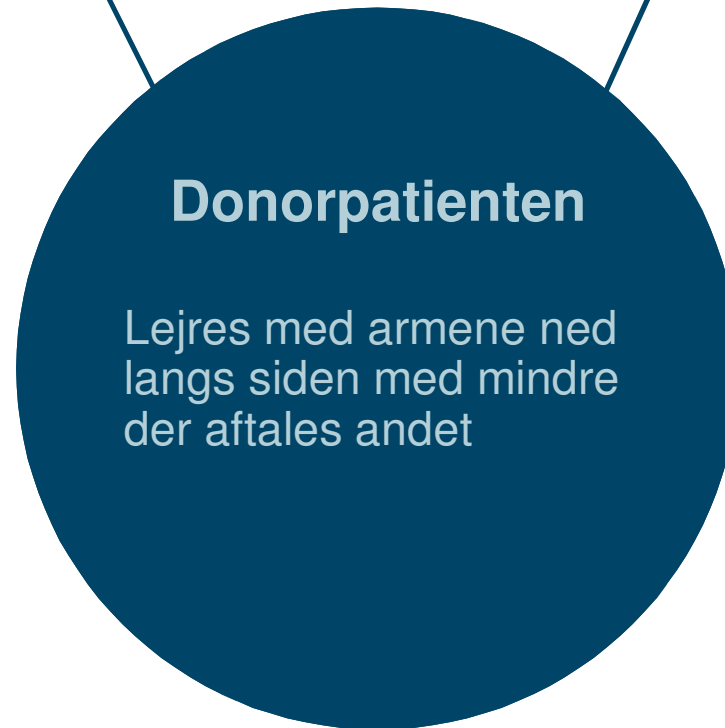 Donorpatienten
Lejres med armene ned
langs siden med mindre
der aftales andet